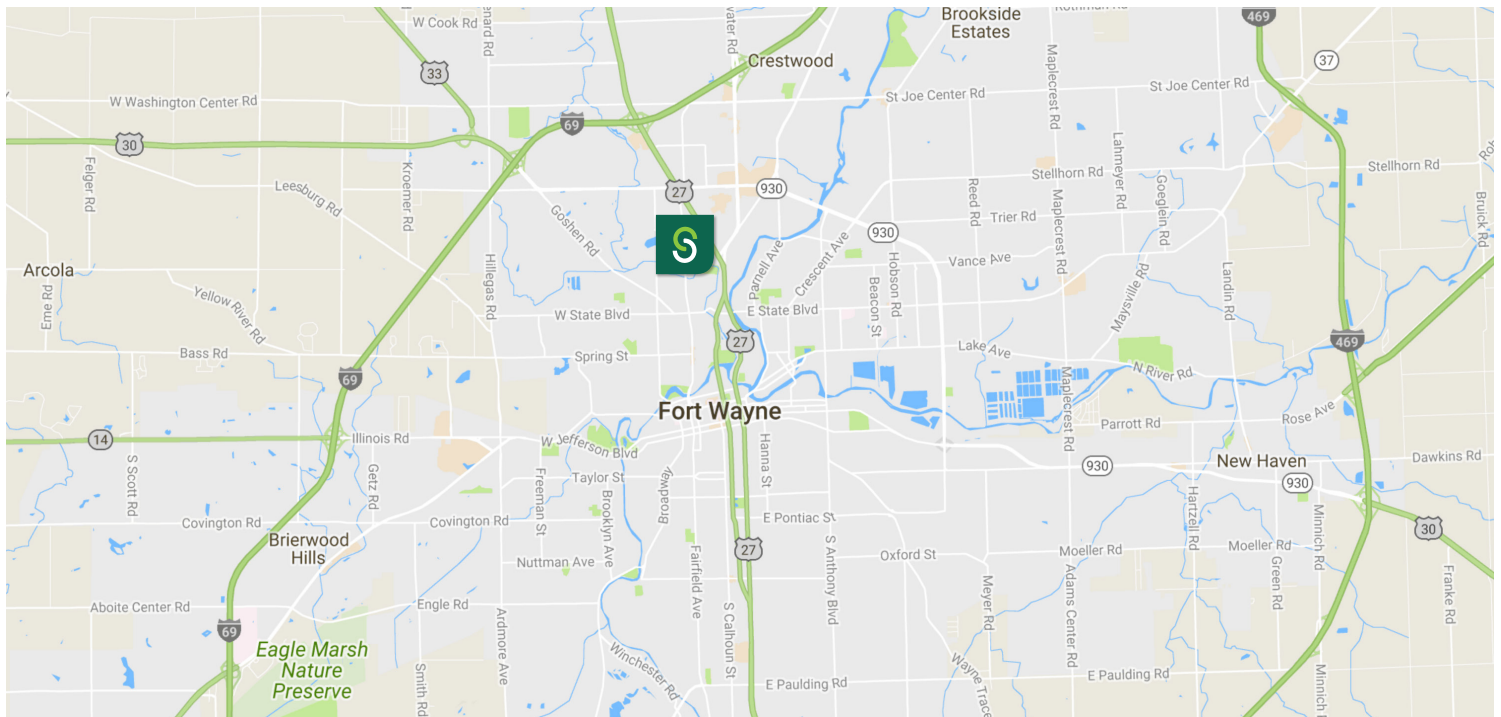 W Cook Rd
enard Rd
water Rd
Brookside
Estates
469
33
Crestwood
37
W Washington Center Rd
St Joe Center Rd
St Joe Center Rd
Maplecrest Rd
69
30
Felger Rd
Kroemer Rd
Lahmeyer Rd
Stellhorn Rd
Stellhorn Rd
Leesburg Rd
27
930
Reed Rd
Goeglein Rd
Bruick Rd
Goshen Rd
Trier Rd
Maplecrest Rd
930
S
Arcola
Hillegas Rd
Parnell Ave
Crescent Ave
Hobson Rd
Vance Ave
Eme Rd
Yellow River Rd
Beacon St
Maysville Rd
Landin Rd
W State Blvd
E State Blvd
Bass Rd
Spring St
27
Lake Ave
469
69
N River Rd
Maplecrest Rd
Fort Wayne
Rose Ave
14
Illinois Rd
W Jefferson Blvd
Hanna St
Parrott Rd
S Scott Rd
Getz Rd
Freeman St
Taylor St
Broadway
930
New Haven
Dawkins Rd
930
Brooklyn Ave
Hartzell Rd
Minnich Rd
Covington Rd
Covington Rd
E Pontiac St
30
Brierwood
Hills
Nuttman Ave
Fairfield Ave
27
S Anthony Blvd
Oxford St
Moeller Rd
Moeller Rd
Green Rd
Franke Rd
Aboite Center Rd
Engle Rd
Ardmore Ave
S Calhoun St
Meyer Rd
Adams Center Rd
69
Eagle Marsh
Nature
Preserve
Smith Rd
Winchester Rd
E Paulding Rd
Wayne Trace
E Paulding Rd
Minnich Rd